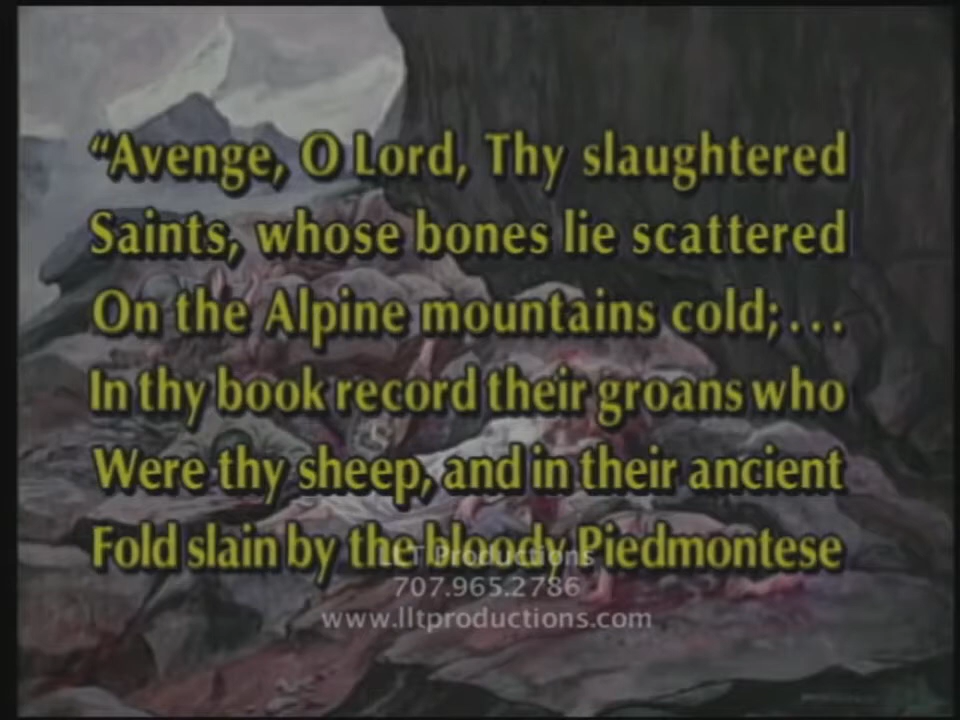 “Avenge, O Lord, Thy slaughtered
Saints, whose bones lie scattered
On the Alpine mountains cold; . . .
In thy book record their groans who
Were thy sheep, and in their ancient
Fold slain by the bloody Piedmontese
LLT Productions
707.965.2786
www.lltproductions.com